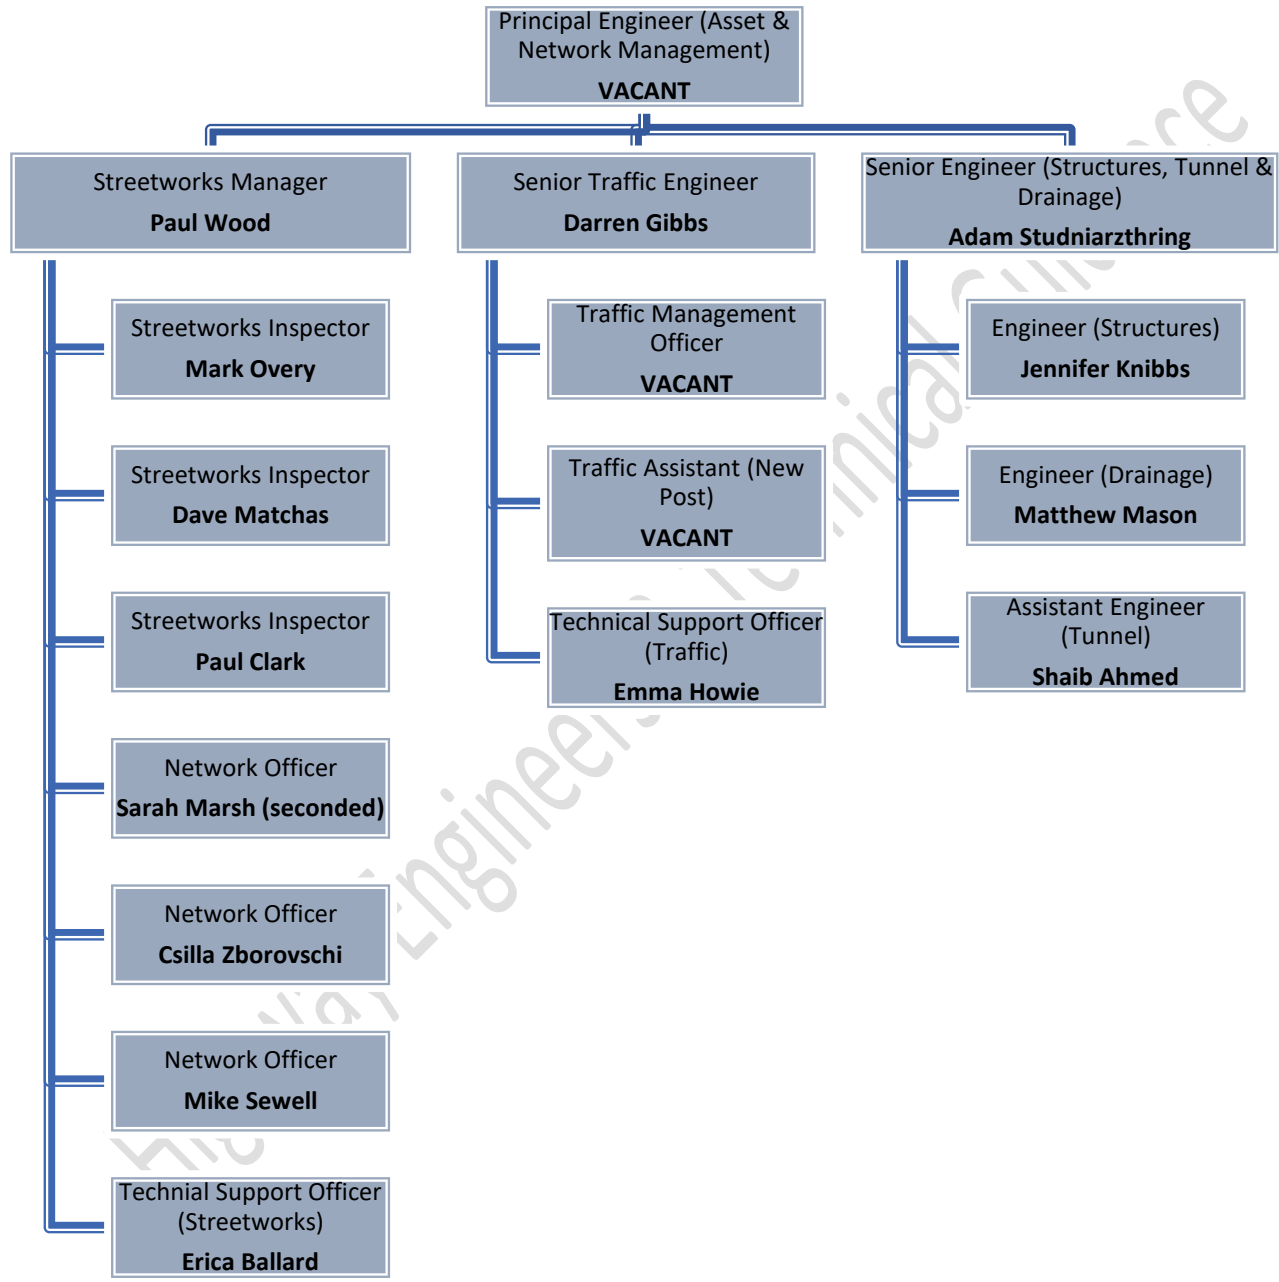 Principal Engineer (Asset &
Network Management)
VACANT
Streetworks Manager
Paul Wood
Senior Traffic Engineer
Darren Gibbs
Senior Engineer (Structures, Tunnel &
Drainage)
Adam Studniarzthring
Streetworks Inspector
Mark Overy
Streetworks Inspector
Dave Matchas
Streetworks Inspector
Paul Clark
Network Officer
Sarah Marsh (seconded)
Network Officer
Csilla Zborovschi
Network Officer
Mike Sewell
Technial Support Officer
(Streetworks)
Erica Ballard
Traffic Management
Officer
VACANT
Traffic Assistant (New
Post)
VACANT
Technical Support Officer
(Traffic)
Emma Howie
Engineer (Structures)
Jennifer Knibbs
Engineer (Drainage)
Matthew Mason
Assistant Engineer
(Tunnel)
Shaib Ahmed